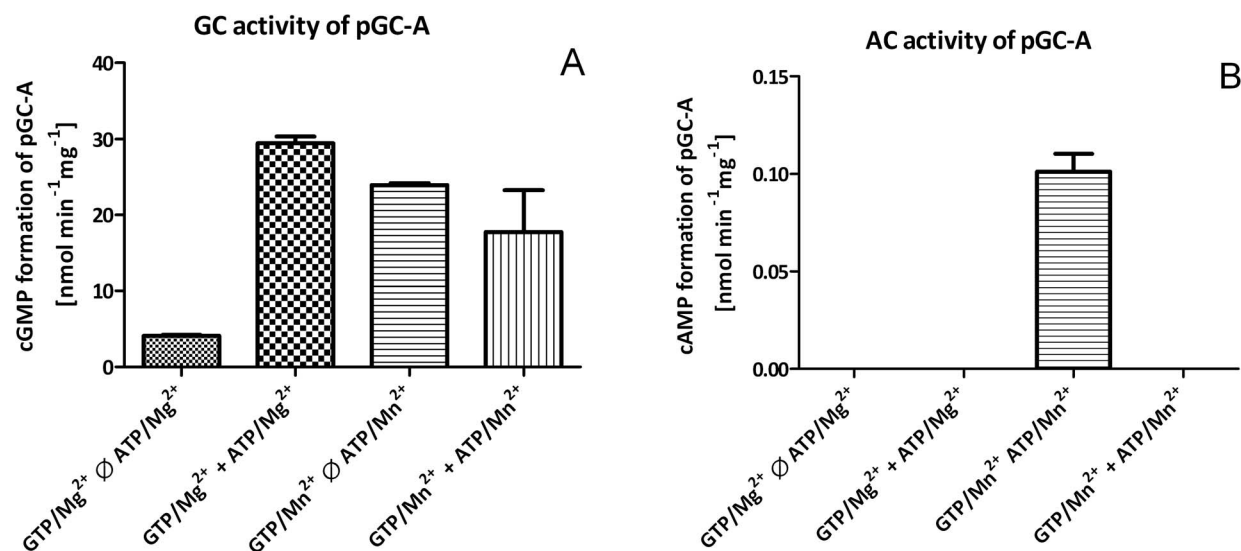 GC activity of pGC-A
A
cGMP formation of pGC-A
[nmol min⁻¹mg⁻¹]
40
30
20
10
0
GTP/Mg²⁺ ∅ ATP/Mg²⁺
GTP/Mg²⁺ + ATP/Mg²⁺
GTP/Mn²⁺ ∅ ATP/Mn²⁺
GTP/Mn²⁺ + ATP/Mn²⁺
AC activity of pGC-A
B
cAMP formation of pGC-A
[nmol min⁻¹mg⁻¹]
0.15
0.10
0.05
0.00
GTP/Mg²⁺ ∅ ATP/Mg²⁺
GTP/Mg²⁺ + ATP/Mg²⁺
GTP/Mn²⁺ ATP/Mn²⁺
GTP/Mn²⁺ + ATP/Mn²⁺